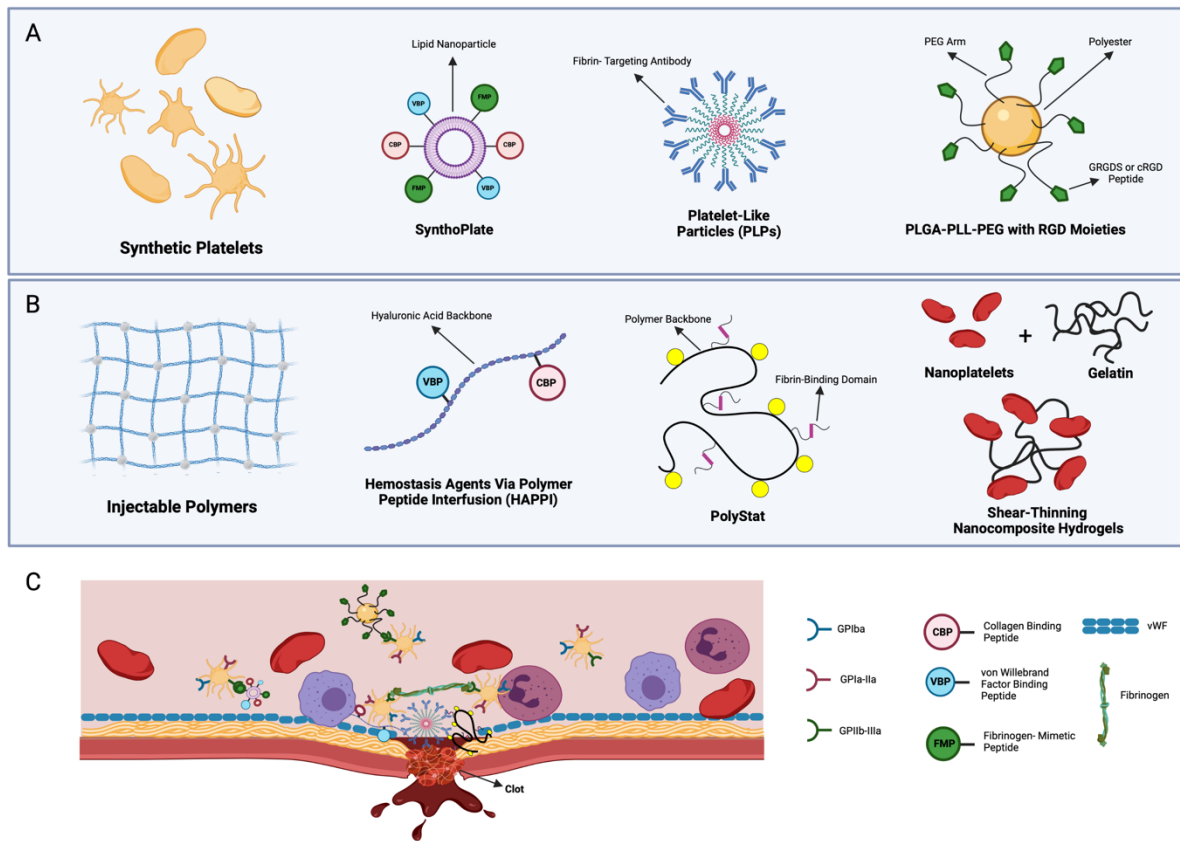 A
Lipid Nanoparticle
VBP
FMP
CBP
CBP
FMP
VBP
SynthoPlate
Synthetic Platelets
Fibrin- Targeting Antibody
Platelet-Like
Particles (PLPs)
PEG Arm
Polyester
GRGDS or cRGD
Peptide
PLGA-PLL-PEG with RGD Moieties
B
Injectable Polymers
Hyaluronic Acid Backbone
VBP
CBP
Hemostasis Agents Via Polymer
Peptide Interfusion (HAPPI)
Polymer Backbone
Fibrin-Binding Domain
PolyStat
Nanoplatelets
+
Gelatin
Shear-Thinning
Nanocomposite Hydrogels
C
Clot
GPIba
GPIa-IIa
GPIIb-IIIa
CBP
Collagen Binding
Peptide
VBP
von Willebrand
Factor Binding
Peptide
FMP
Fibrinogen- Mimetic
Peptide
vWF
Fibrinogen